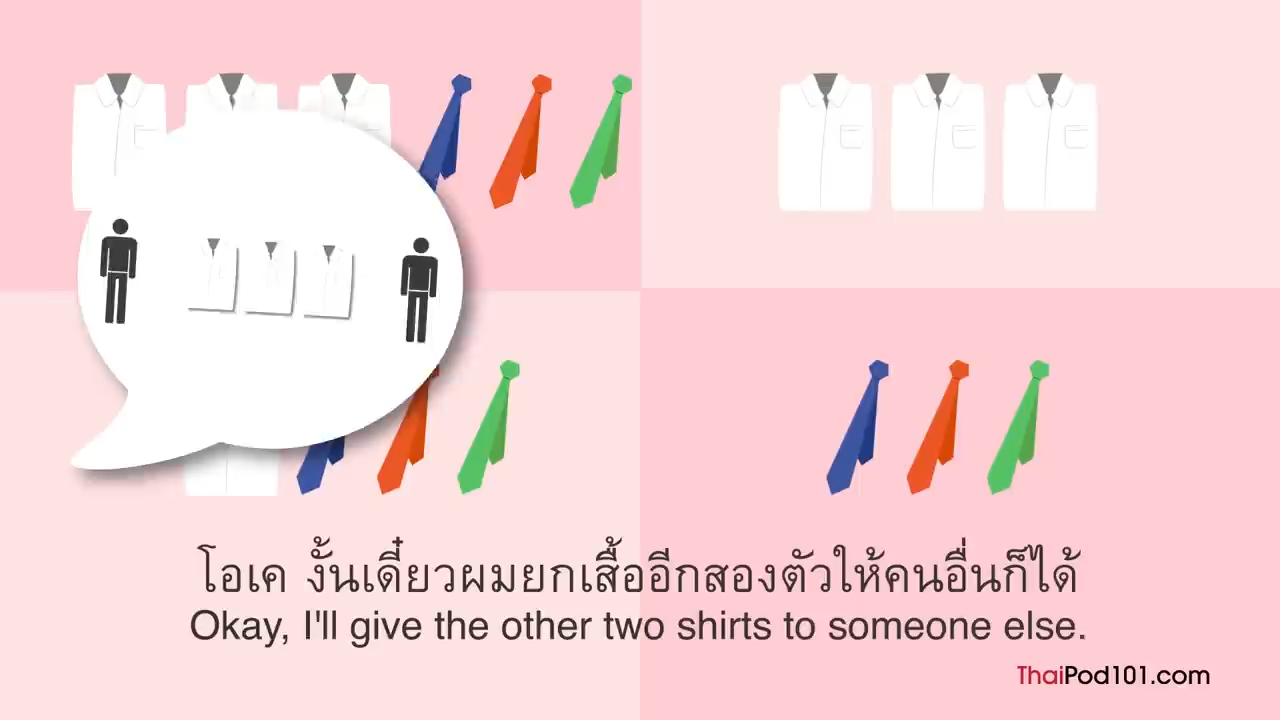 โอเค งั้นเดี๋ยวผมยกเสื้ออีกสองตัวให้คนอื่นก็ได้
Okay, I'll give the other two shirts to someone else.
ThaiPod101.com